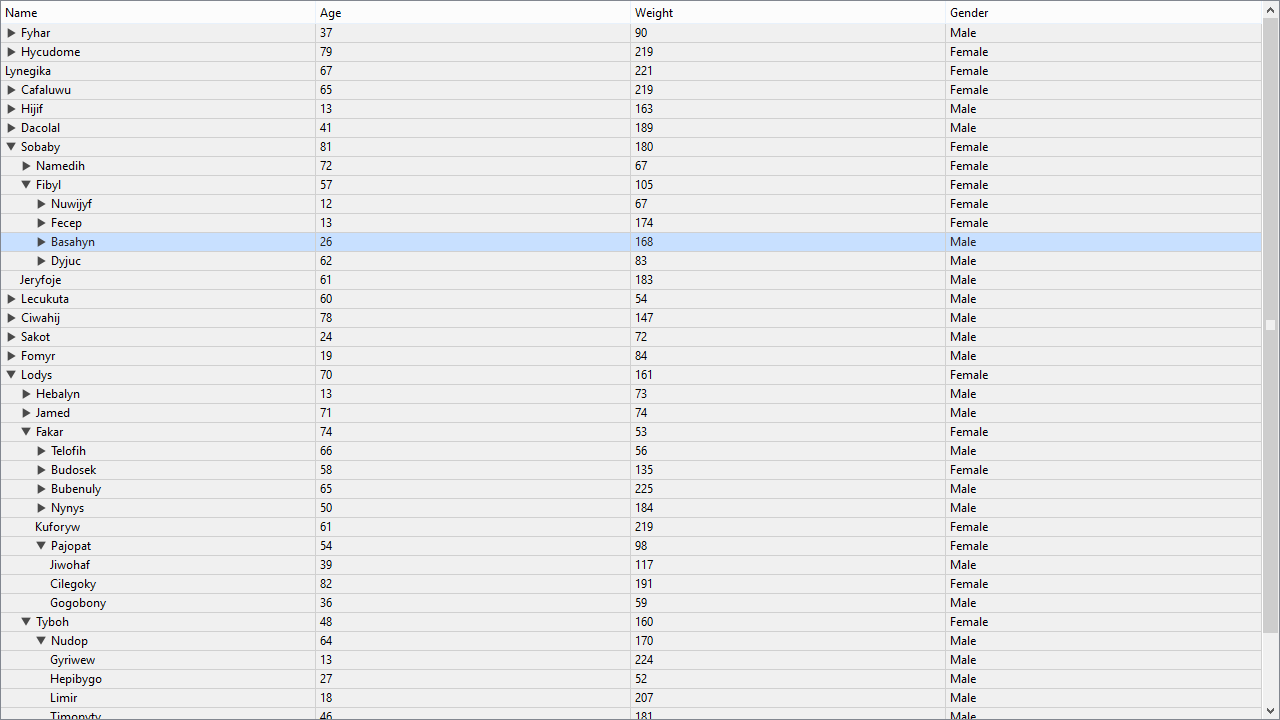 Name Age Weight Gender
Fyhar 37 90 Male
Hycudome 79 219 Female
Lynegika 67 221 Female
Cafaluwu 65 219 Female
Hijif 13 163 Male
Dacolal 41 189 Male
Sobaby 81 180 Female
Namedih 72 67 Female
Fibyl 57 105 Female
Nuwijyf 12 67 Female
Fecep 13 174 Female
Basahyn 26 168 Male
Dyjuc 62 83 Male
Jeryfoje 61 183 Male
Lecukuta 60 54 Male
Ciwahij 78 147 Male
Sakot 24 72 Male
Fomyr 19 84 Male
Lodys 70 161 Female
Hebalyn 13 73 Male
Jamed 71 74 Male
Fakar 74 53 Female
Telofih 66 56 Male
Budosek 58 135 Female
Bubenuly 65 225 Male
Nynys 50 184 Male
Kuforyw 61 219 Female
Pajopat 54 98 Female
Jiwohaf 39 117 Male
Cilegoky 82 191 Female
Gogobony 36 59 Male
Tyboh 48 160 Female
Nudop 64 170 Male
Gyriwew 13 224 Male
Hepibygo 27 52 Male
Limir 18 207 Male
Timonyty 46 181 Male